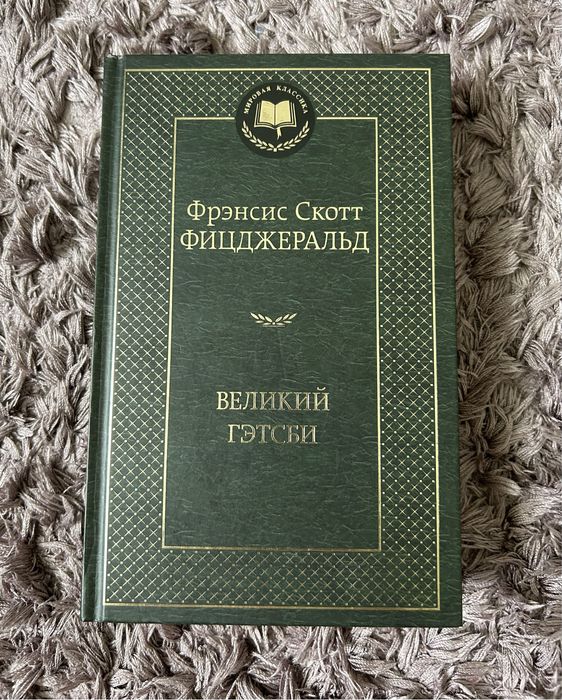 МИРОВАЯ КЛАССИКА
Фрэнсис Скотт
ФИЦДЖЕРАЛЬД
ВЕЛИКИЙ
ГЭТСБИ